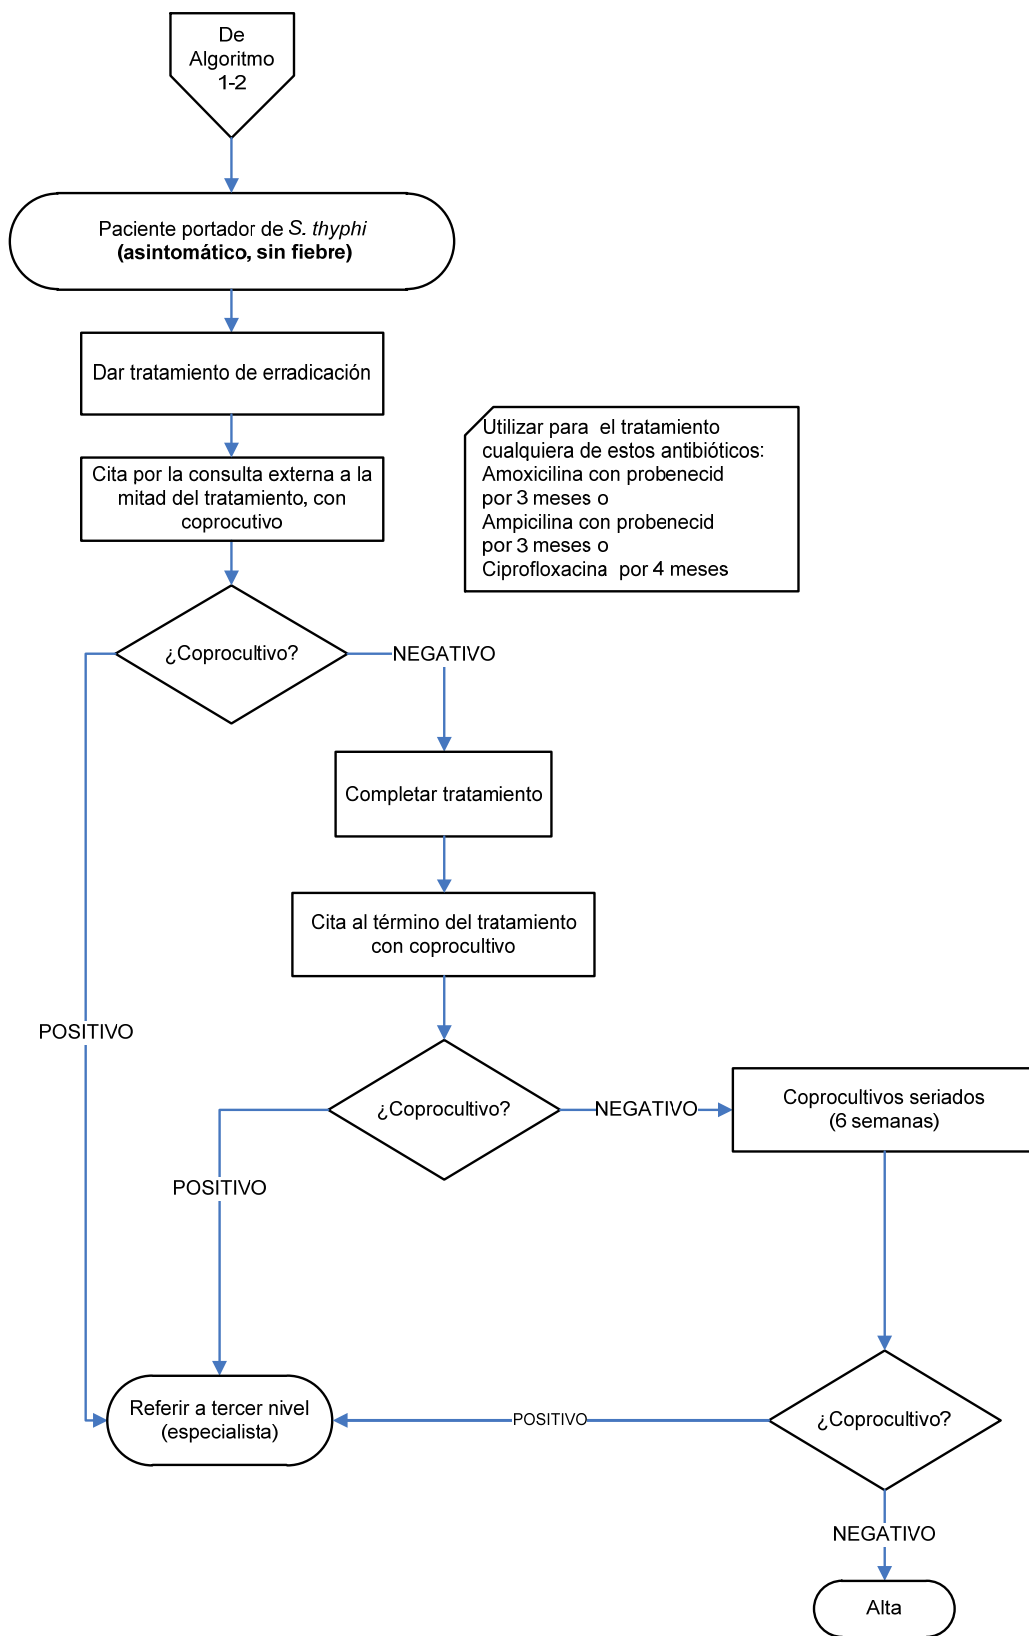 De
Algoritmo
1-2
Paciente portador de S. thyphi
(asintomático, sin fiebre)
Dar tratamiento de erradicación
Cita por la consulta externa a la
mitad del tratamiento, con
coprocutivo
Utilizar para el tratamiento
cualquiera de estos antibióticos:
Amoxicilina con probenecid
por 3 meses o
Ampicilina con probenecid
por 3 meses o
Ciprofloxacina por 4 meses
¿Coprocultivo?
NEGATIVO
Completar tratamiento
Cita al término del tratamiento
con coprocultivo
POSITIVO
¿Coprocultivo?
NEGATIVO
Coprocultivos seriados
(6 semanas)
POSITIVO
Referir a tercer nivel
(especialista)
POSITIVO
¿Coprocultivo?
NEGATIVO
Alta